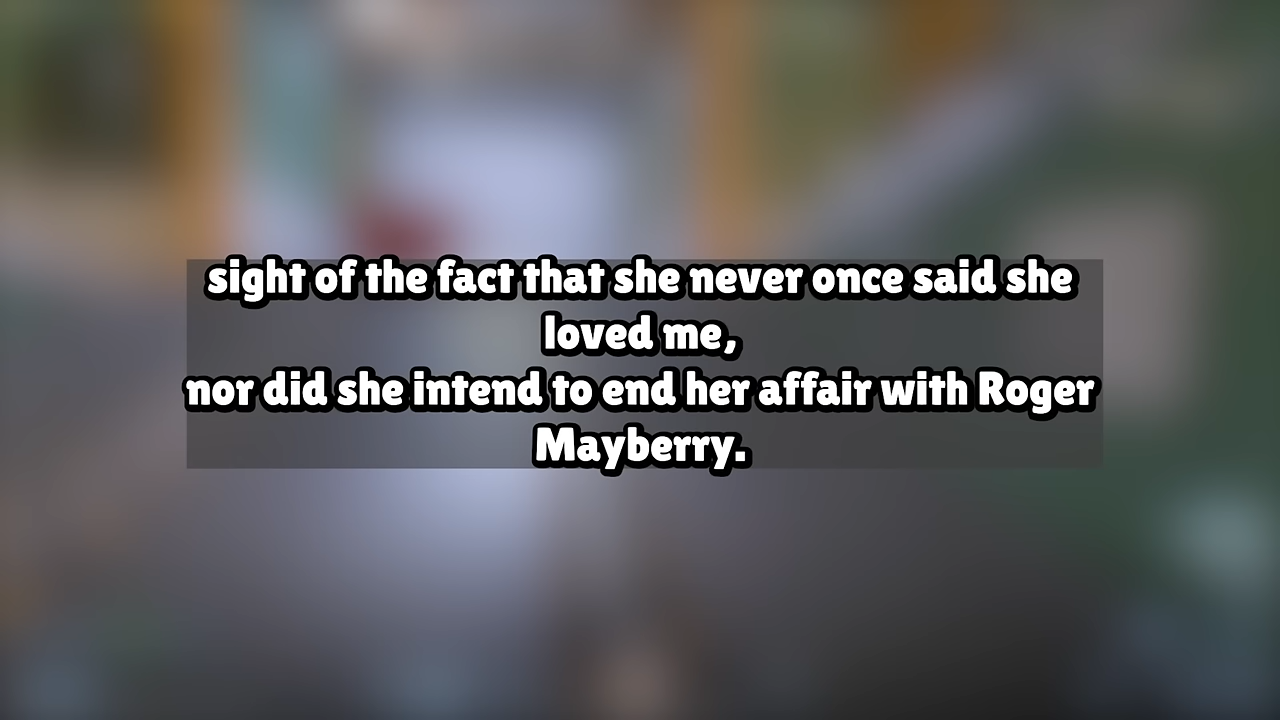 sight of the fact that she never once said she
loved me,
nor did she intend to end her affair with Roger
Mayberry.